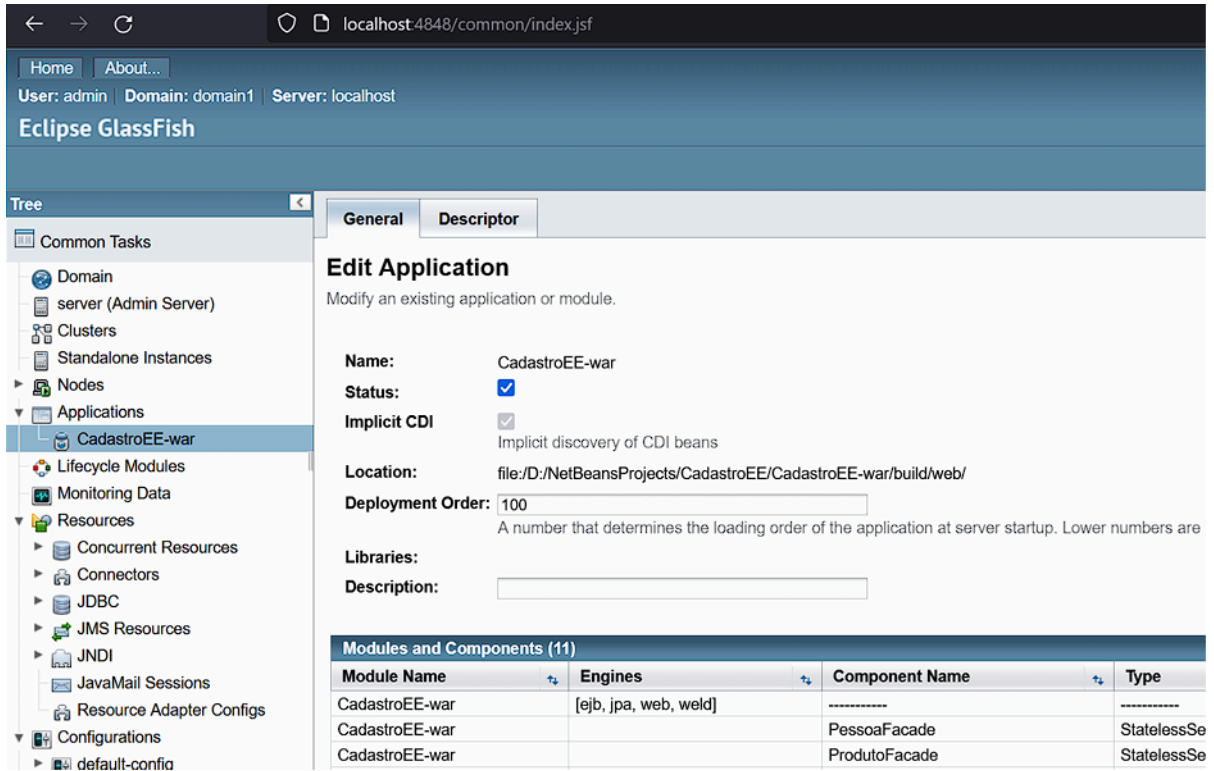 localhost:4848/common/index.jsf
Home About...
User: admin Domain: domain1 Server: localhost
Eclipse GlassFish
Tree
Common Tasks
Domain
server (Admin Server)
Clusters
Standalone Instances
Nodes
Applications
CadastroEE-war
Lifecycle Modules
Monitoring Data
Resources
Concurrent Resources
Connectors
JDBC
JMS Resources
JNDI
JavaMail Sessions
Resource Adapter Configs
Configurations
default-config
General Descriptor
Edit Application
Modify an existing application or module.
Name: CadastroEE-war
Status:
Implicit CDI
Implicit discovery of CDI beans
Location: file:/D:/NetBeansProjects/CadastroEE/CadastroEE-war/build/web/
Deployment Order: 100
A number that determines the loading order of the application at server startup. Lower numbers are
Libraries:
Description:
Modules and Components (11)
Module Name Engines Component Name Type
CadastroEE-war [ejb, jpa, web, weld] ----------- -----------
CadastroEE-war PessoaFacade StatelessSe
CadastroEE-war ProdutoFacade StatelessSe